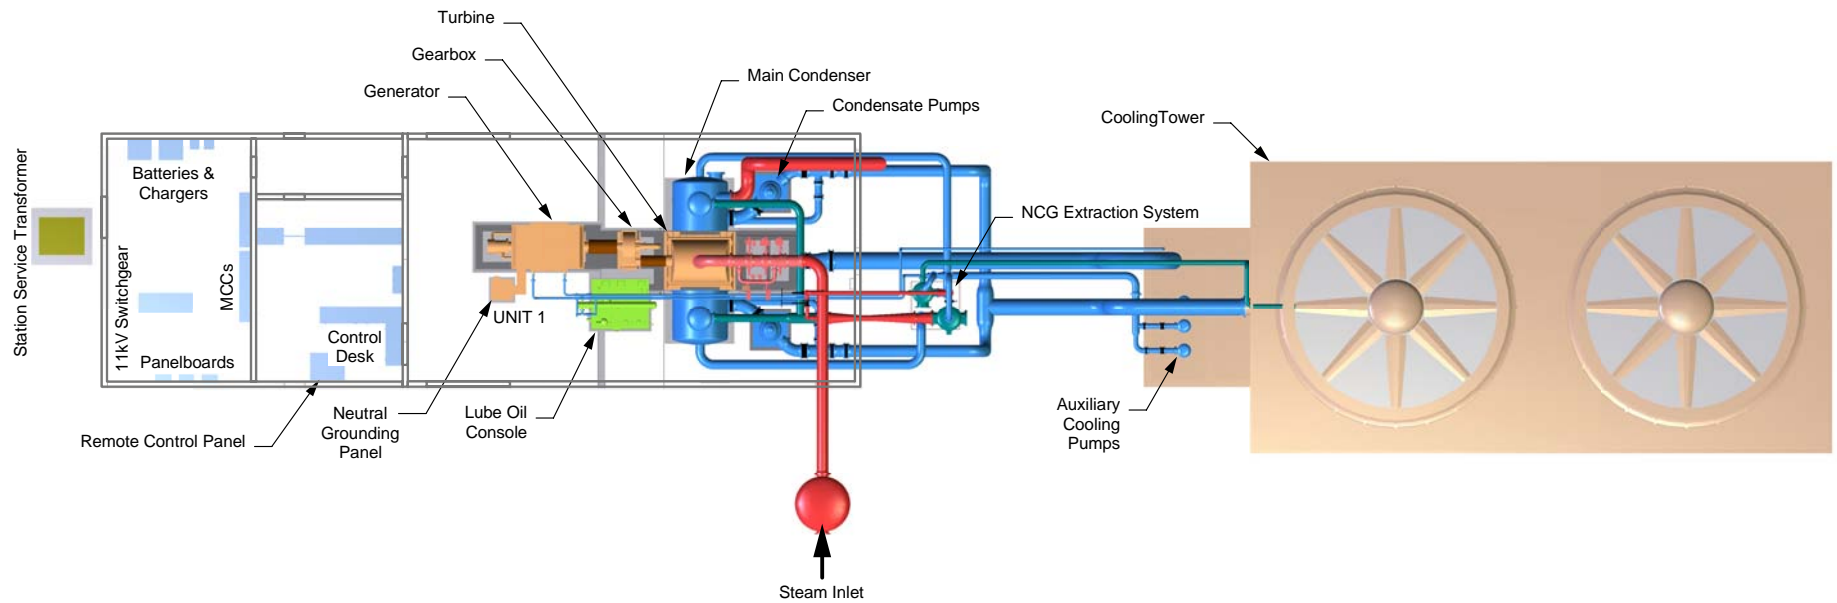 Turbine
Gearbox
Generator
Main Condenser
Condensate Pumps
CoolingTower
Station Service Transformer
11kV Switchgear
Batteries &
Chargers
MCCs
Panelboards
Control
Desk
UNIT 1
NCG Extraction System
Remote Control Panel
Neutral
Grounding
Panel
Lube Oil
Console
Auxiliary
Cooling
Pumps
Steam Inlet